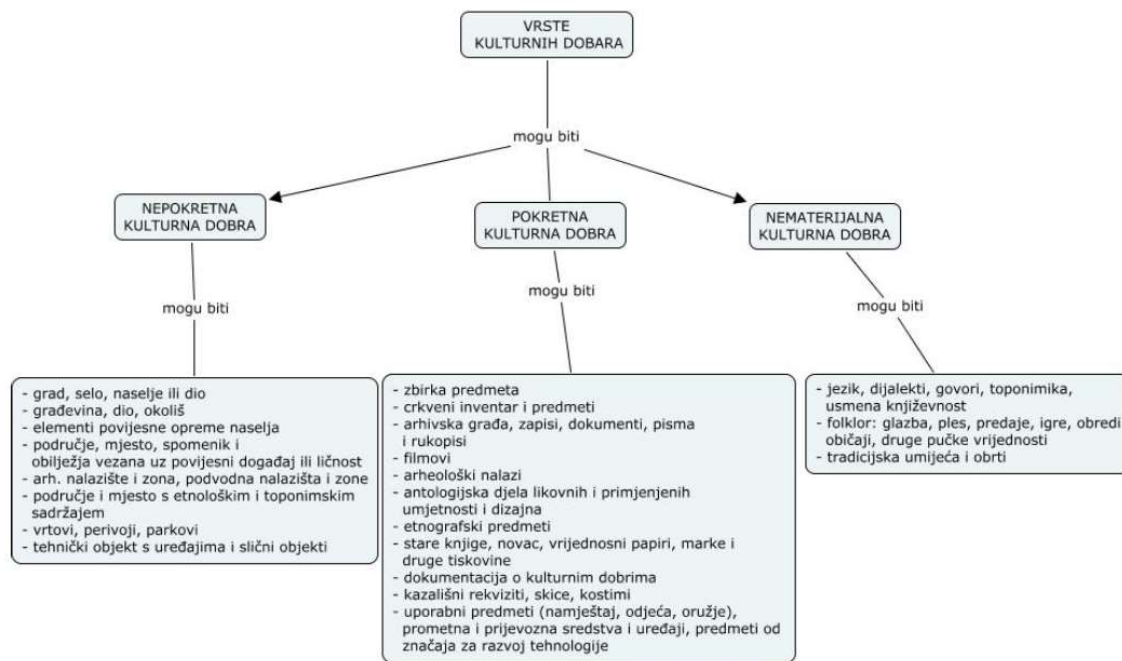 VRSTE
KULTURNIH DOBARA
mogu biti
NEPOKRETNA
KULTURNA DOBRA
POKRETNA
KULTURNA DOBRA
NEMATERIJALNA
KULTURNA DOBRA
mogu biti
mogu biti
mogu biti
- grad, selo, naselje ili dio
- građevina, dio, okoliš
- elementi povijesne opreme naselja
- područje, mjesto, spomenik i
obilježja vezana uz povijesni događaj ili ličnost
- arh. nalazište i zona, podvodna nalazišta i zone
- područje i mjesto s etnološkim i toponimskim
sadržajem
- vrtovi, perivoji, parkovi
- tehnički objekt s uređajima i slični objekti
- zbirka predmeta
- crkveni inventar i predmeti
- arhivska građa, zapisi, dokumenti, pisma
i rukopisi
- filmovi
- arheološki nalazi
- antologijska djela likovnih i primjenjenih
umjetnosti i dizajna
- etnografski predmeti
- stare knjige, novac, vrijednosni papiri, marke i
druge tiskovine
- dokumentacija o kulturnim dobrima
- kazališni rekviziti, skice, kostimi
- uporabni predmeti (namještaj, odjeća, oružje),
prometna i prijevozna sredstva i uređaji, predmeti od
značaja za razvoj tehnologije
- jezik, dijalekti, govori, toponimika,
usmena književnost
- folklor: glazba, ples, predaje, igre, obredi
običaji, druge pučke vrijednosti
- tradicijska umijeća i obrti